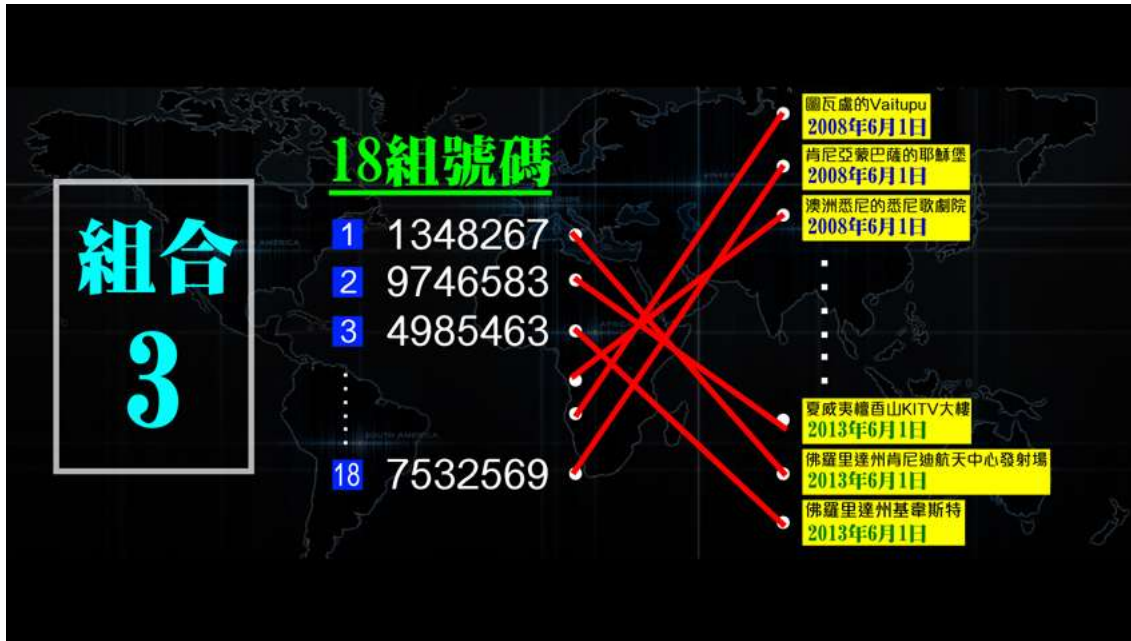 組合
3
18組號碼
1 1348267
2 9746583
3 4985463
18 7532569
圖瓦盧的Vaitupu
2008年6月1日
肯尼亞蒙巴薩的耶穌堡
2008年6月1日
澳洲悉尼的悉尼歌劇院
2008年6月1日
夏威夷檀香山KITV大樓
2013年6月1日
佛羅里達州肯尼迪航天中心發射場
2013年6月1日
佛羅里達州基韋斯特
2013年6月1日